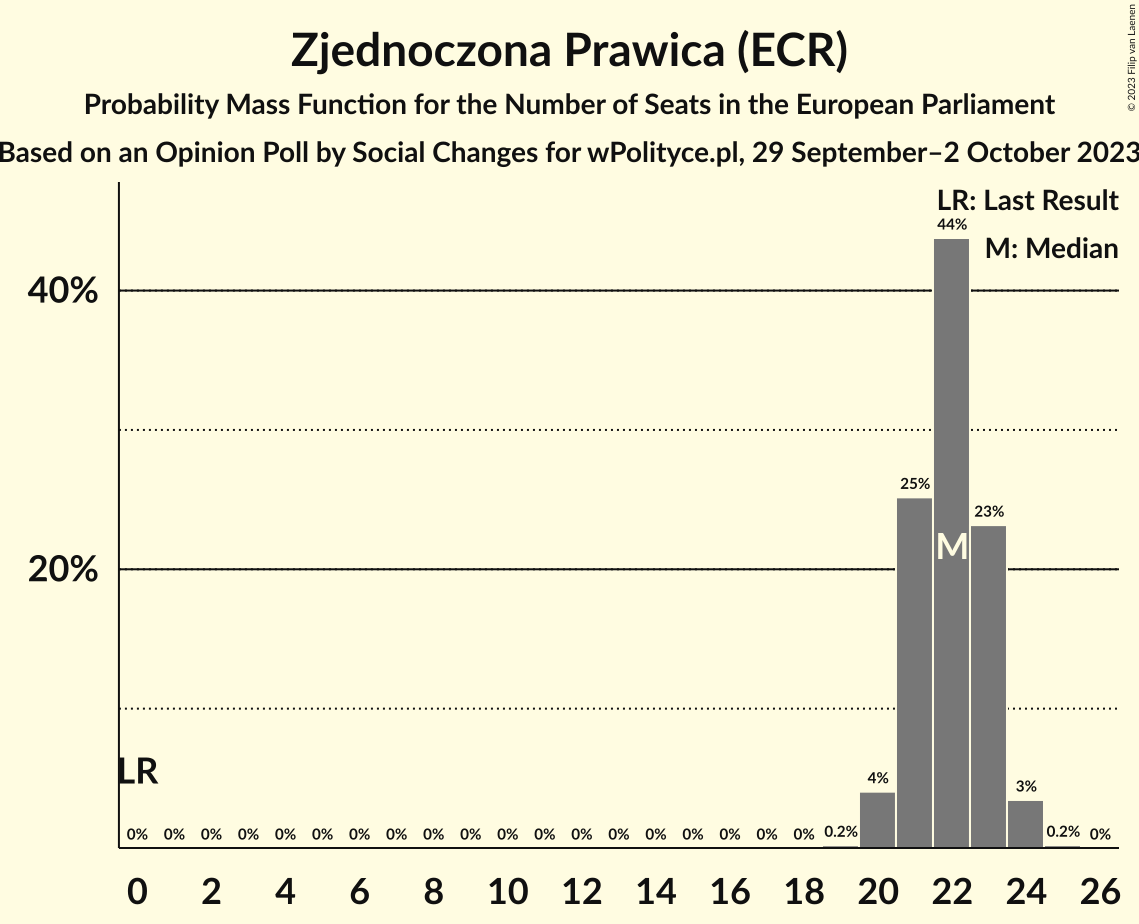 Zjednoczona Prawica (ECR)
Probability Mass Function for the Number of Seats in the European Parliament
Based on an Opinion Poll by Social Changes for wPolityce.pl, 29 September–2 October 2023
© 2023 Filip van Laenen
LR: Last Result
44%
M: Median
40%
25%
23%
M
20%
LR
4%
3%
0% 0% 0% 0% 0% 0% 0% 0% 0% 0% 0% 0% 0% 0% 0% 0% 0% 0% 0% 0.2% 0.2% 0%
0 2 4 6 8 10 12 14 16 18 20 22 24 26